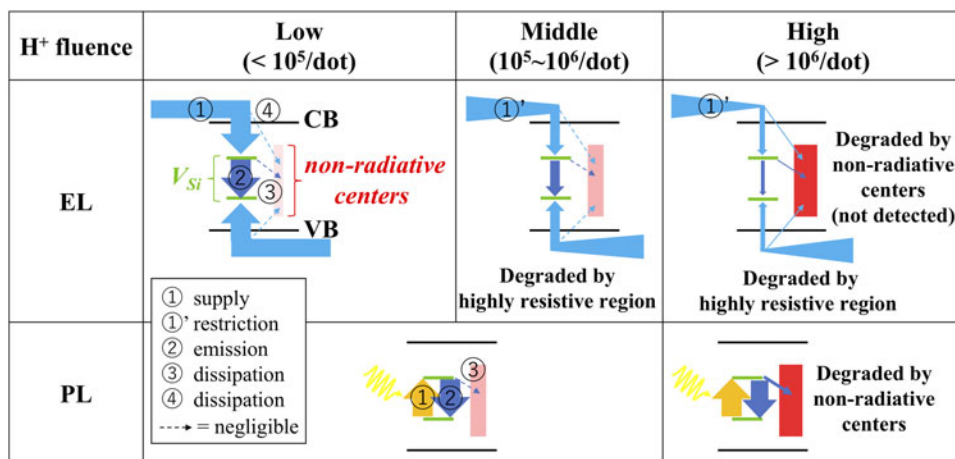 H⁺ fluence
Low
(< 10⁵/dot)
Middle
(10⁵~10⁶/dot)
High
(> 10⁶/dot)
EL
①
④
CB
V_Si
②
③
non-radiative
centers
VB
①'
Degraded by
highly resistive region
①'
Degraded by
non-radiative
centers
(not detected)
Degraded by
highly resistive region
① supply
①' restriction
② emission
③ dissipation
④ dissipation
= negligible
PL
①
②
③
Degraded by
non-radiative
centers